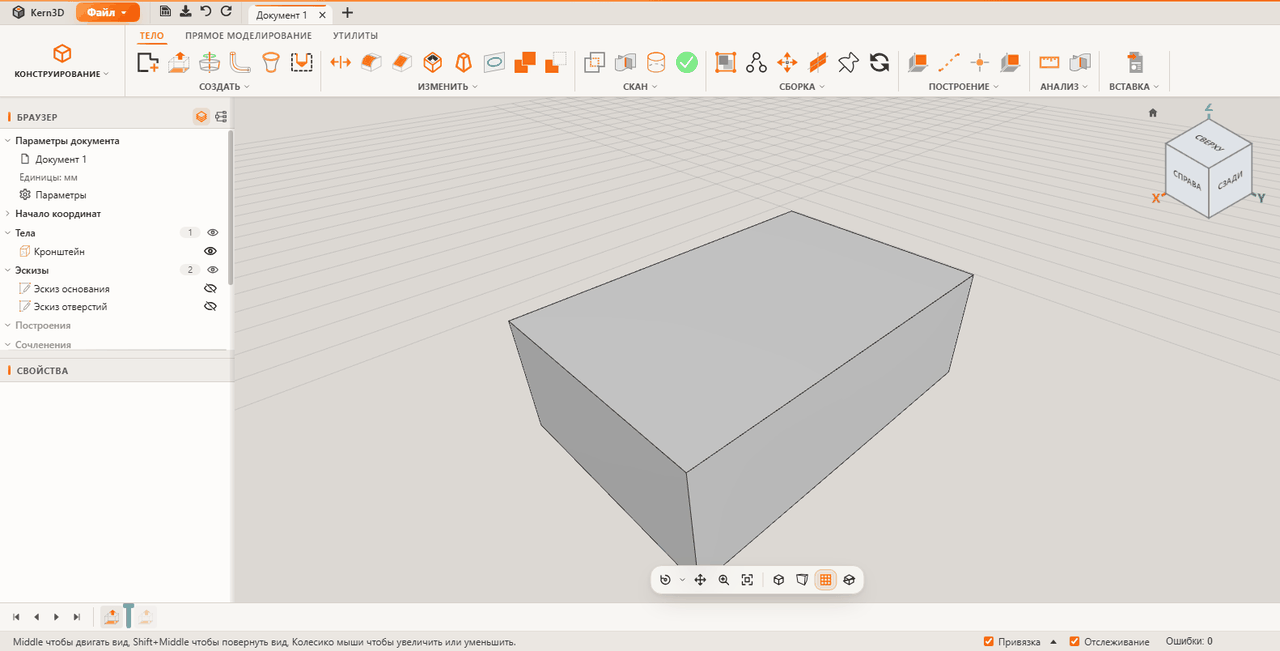 Kern3D Файл
Документ 1
ТЕЛО ПРЯМОЕ МОДЕЛИРОВАНИЕ УТИЛИТЫ
КОНСТРУИРОВАНИЕ
СОЗДАТЬ ИЗМЕНИТЬ СКАН СБОРКА ПОСТРОЕНИЕ АНАЛИЗ ВСТАВКА
БРАУЗЕР
Параметры документа
Документ 1
Единицы: мм
Параметры
Начало координат
Тела 1
Кронштейн
Эскизы 2
Эскиз основания
Эскиз отверстий
Построения
Сочленения
СВОЙСТВА
Z
СВЕРХУ
СПРАВА СЗАДИ
X Y
Middle чтобы двигать вид, Shift+Middle чтобы повернуть вид, Колесико мыши чтобы увеличить или уменьшить.
Привязка Отслеживание Ошибки: 0